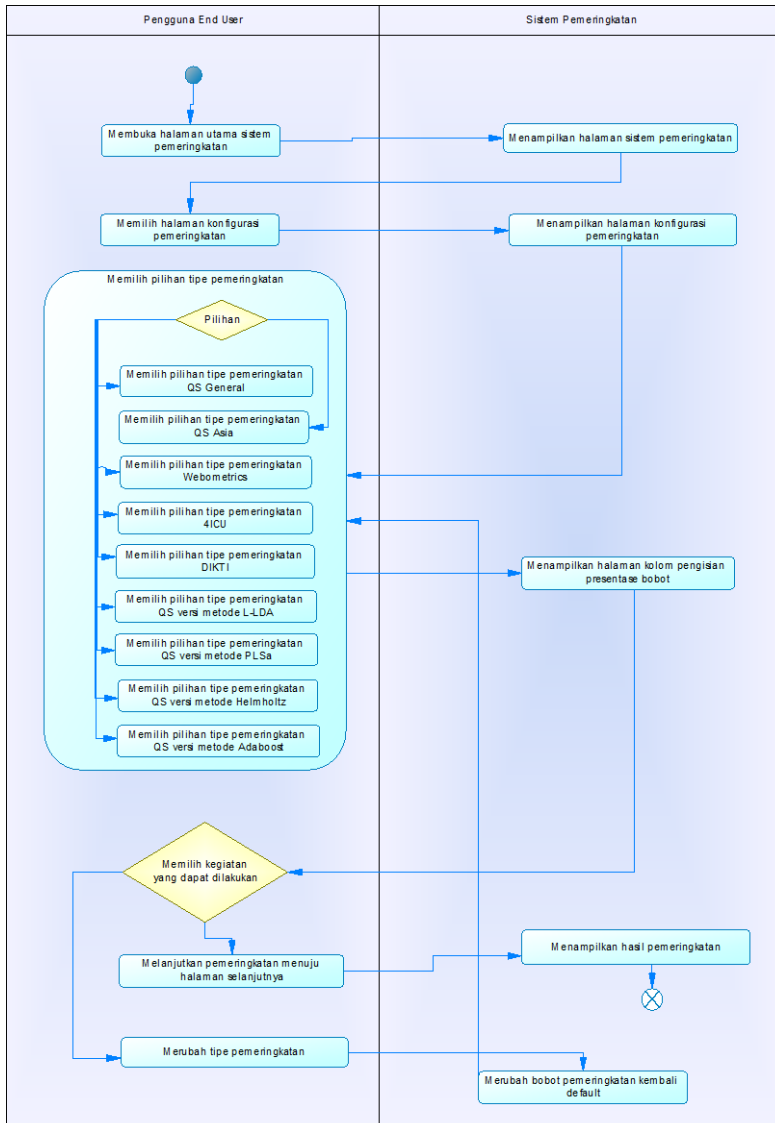 Pengguna End User
Sistem Pemeringkatan
Membuka halaman utama sistem
pemeringkatan
Menampilkan halaman sistem pemeringkatan
Memilih halaman konfigurasi
pemeringkatan
Menampilkan halaman konfigurasi
pemeringkatan
Memilih pilihan tipe pemeringkatan
Pilihan
Memilih pilihan tipe pemeringkatan
QS General
Memilih pilihan tipe pemeringkatan
QS Asia
Memilih pilihan tipe pemeringkatan
Webometrics
Memilih pilihan tipe pemeringkatan
4ICU
Memilih pilihan tipe pemeringkatan
DIKTI
Memilih pilihan tipe pemeringkatan
QS versi metode L-LDA
Memilih pilihan tipe pemeringkatan
QS versi metode PLSa
Memilih pilihan tipe pemeringkatan
QS versi metode Helmholtz
Memilih pilihan tipe pemeringkatan
QS versi metode Adaboost
Menampilkan halaman kolom pengisian
presentase bobot
Memilih kegiatan
yang dapat dilakukan
Melanjutkan pemeringkatan menuju
halaman selanjutnya
Menampilkan hasil pemeringkatan
Merubah tipe pemeringkatan
Merubah bobot pemeringkatan kembali
default